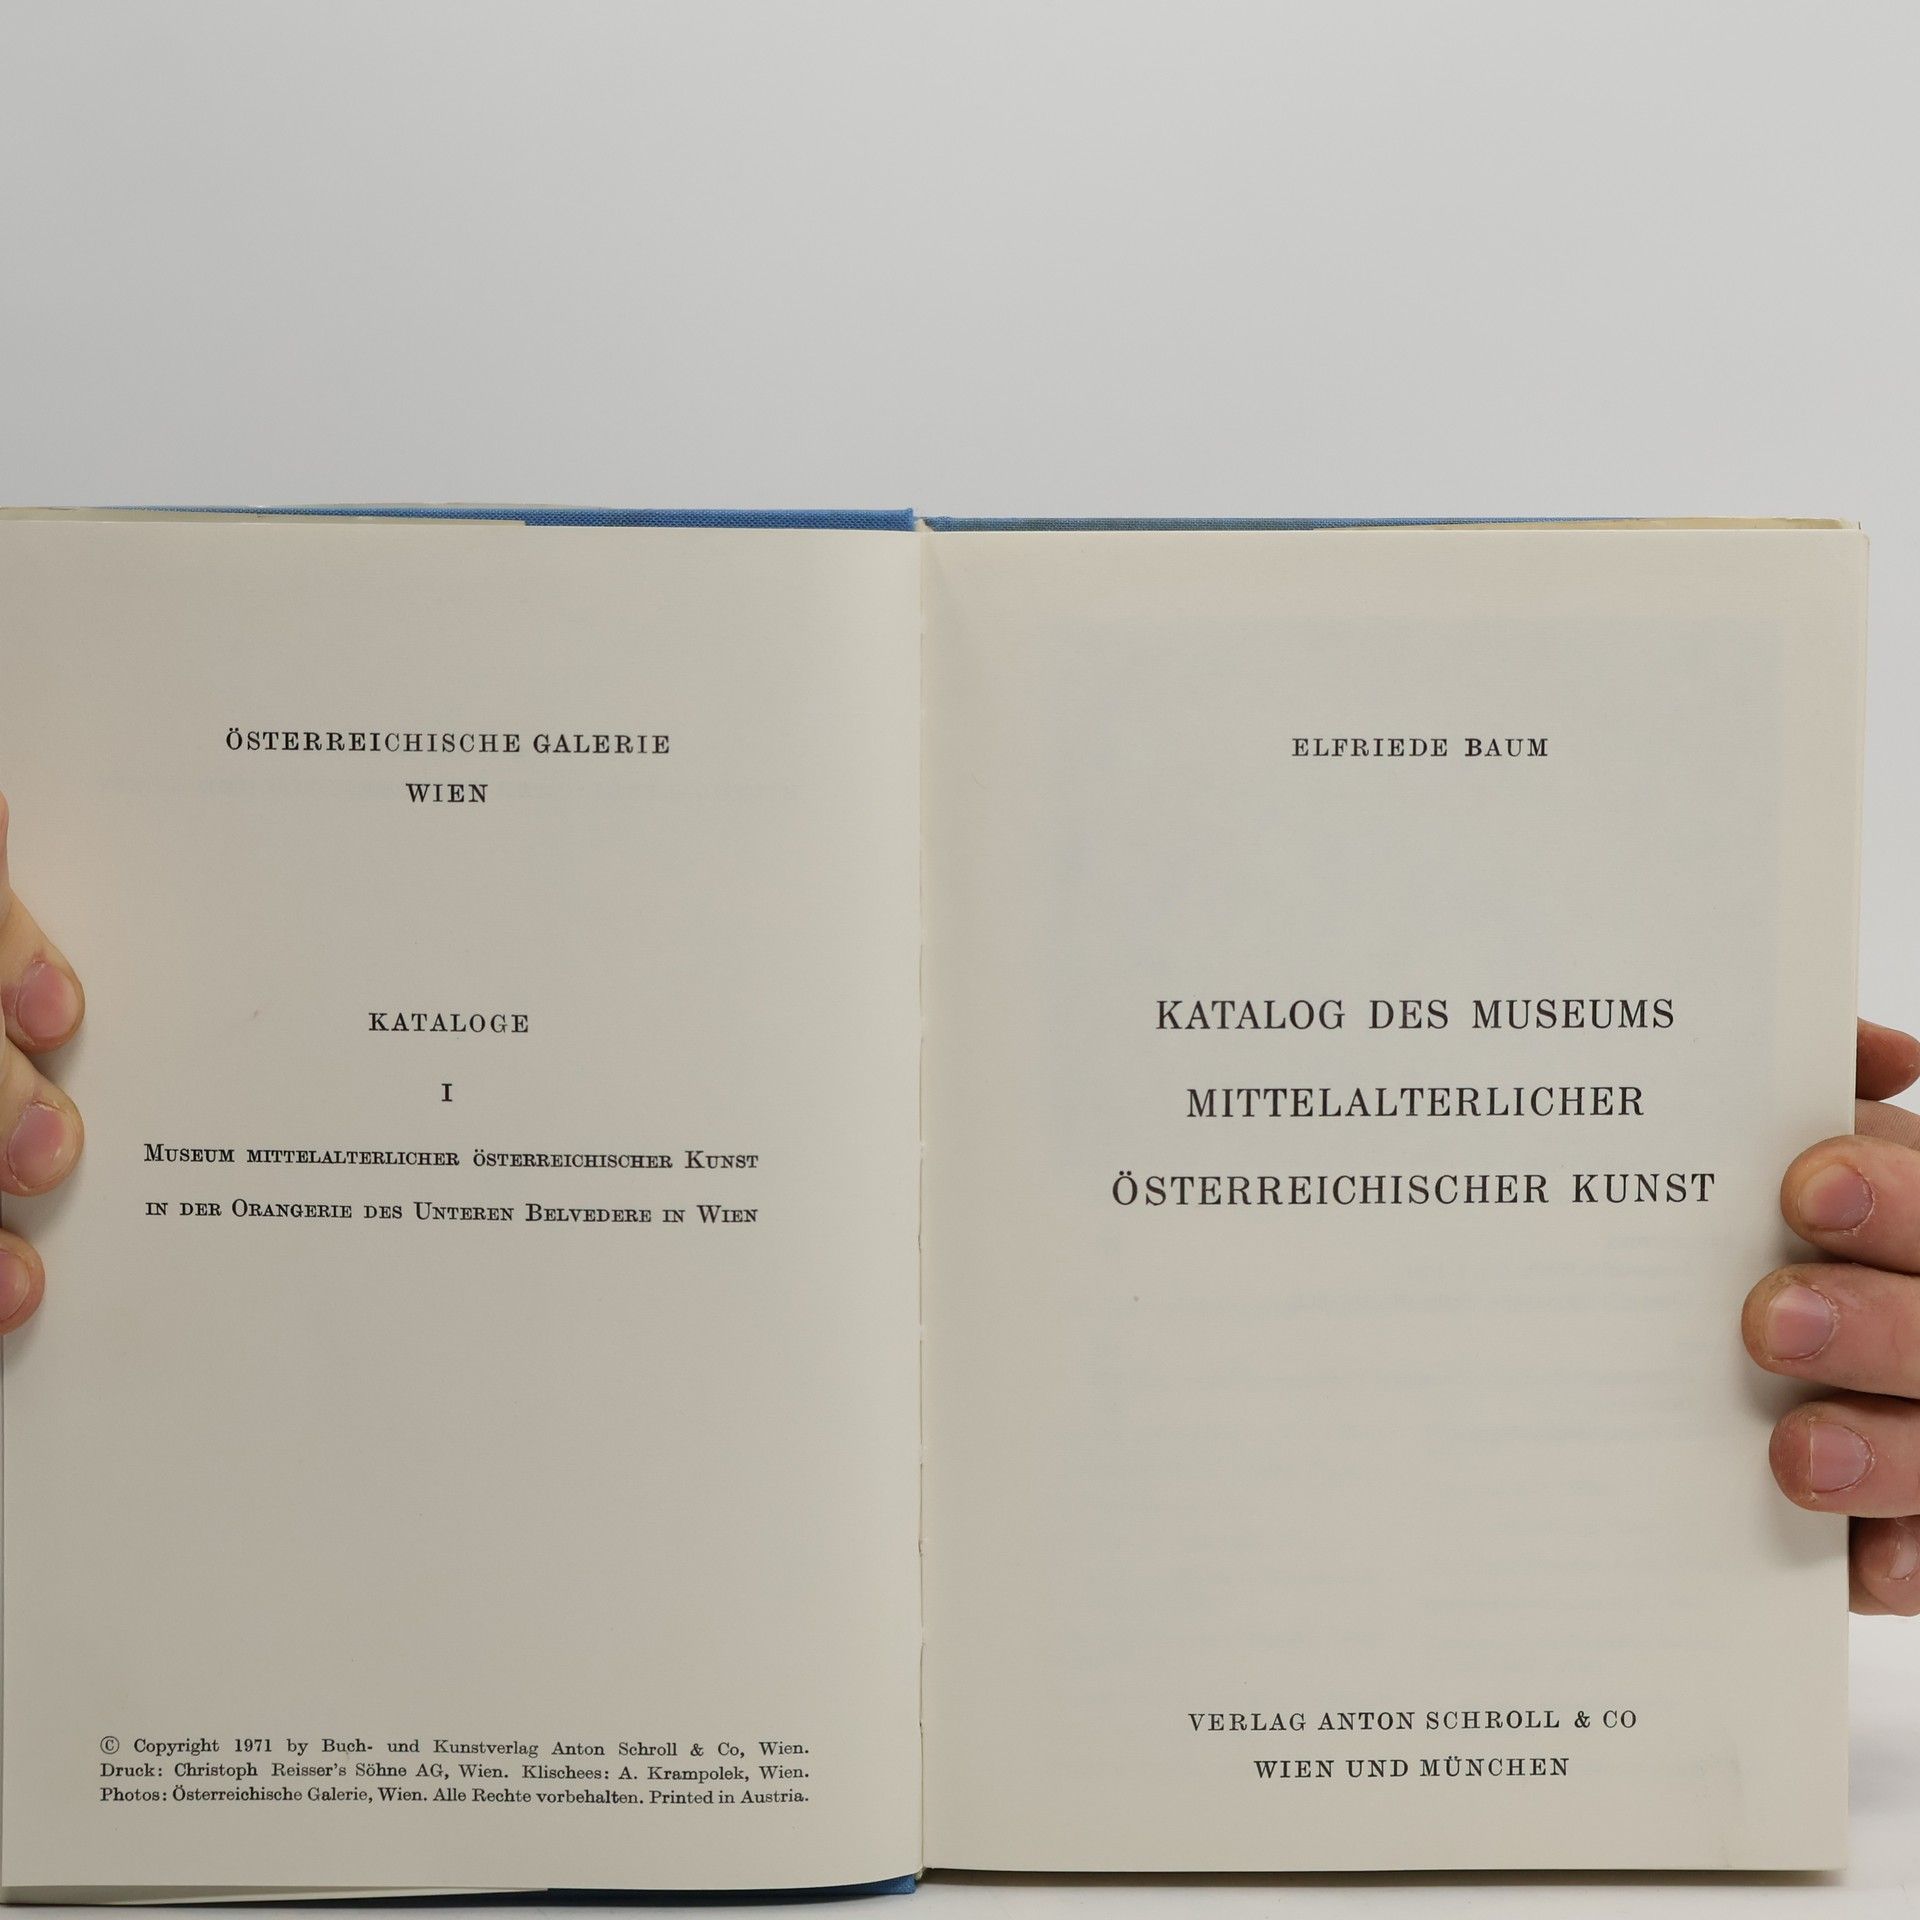 ÖSTERREICHISCHE GALERIE
WIEN
KATALOGE
I
MUSEUM MITTELALTERLICHER ÖSTERREICHISCHER KUNST
IN DER ORANGERIE DES UNTEREN BELVEDERE IN WIEN
© Copyright 1971 by Buch- und Kunstverlag Anton Schroll & Co, Wien.
Druck: Christoph Reisser's Söhne AG, Wien. Klischees: A. Krampolek, Wien.
Photos: Österreichische Galerie, Wien. Alle Rechte vorbehalten. Printed in Austria.
ELFRIEDE BAUM
KATALOG DES MUSEUMS
MITTELALTERLICHER
ÖSTERREICHISCHER KUNST
VERLAG ANTON SCHROLL & CO
WIEN UND MÜNCHEN